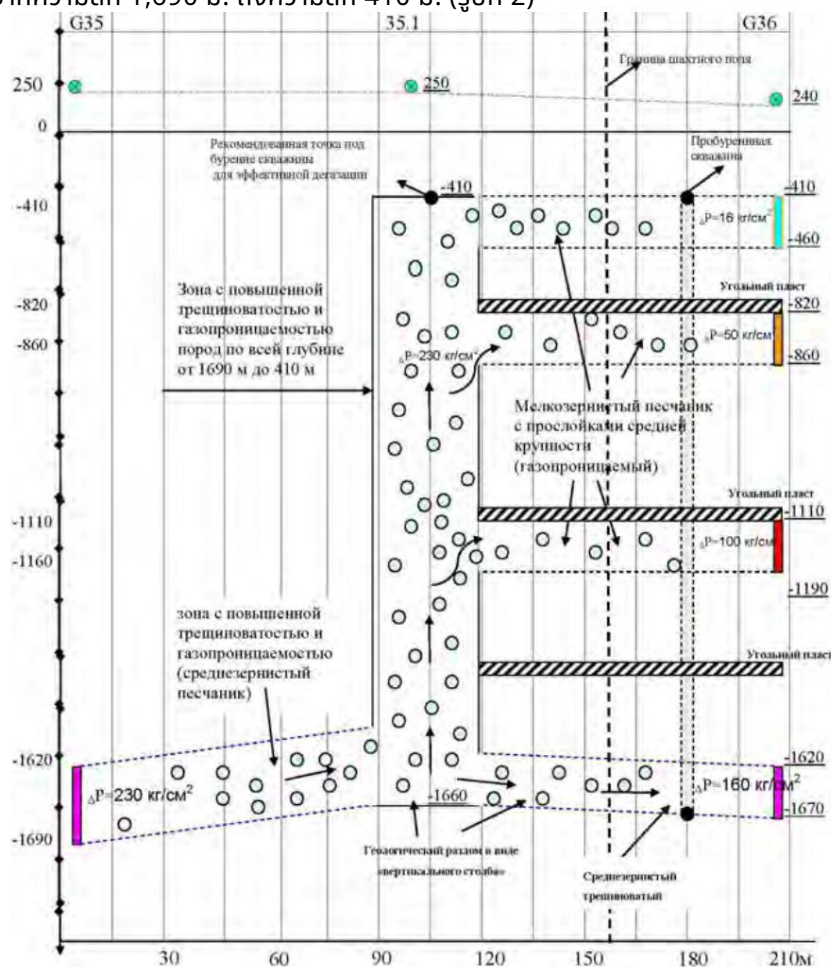 จากความลึก 1,690 ม. ถึงความลึก 410 ม. (รูปที่ 2)
G35
35.1
G36
Граница шахтного поля
250
250
240
0
Рекомендованная точка под
бурение скважины
для эффективной дегазации
Пробуренная
скважина
-410
-410
-410
ΔP=16 кг/см²
-460
Зона с повышенной
трещиноватостью и
газопроницаемостью
пород по всей глубине
от 1690 м до 410 м
Угольный пласт
-820
-820
ΔP=230 кг/см²
ΔP=50 кг/см²
-860
-860
Мелкозернистый песчаник
с прослойками средней
крупности
(газопроницаемый)
Угольный пласт
-1110
-1110
ΔP=100 кг/см²
-1160
-1190
зона с повышенной
трещиноватостью и
газопроницаемостью
(среднезернистый
песчаник)
Угольный пласт
-1620
-1620
ΔP=230 кг/см²
-1660
ΔP=160 кг/см²
-1670
-1690
Геологический разлом в виде
«вертикального столба»
Среднезернистый
трещиноватый
30
60
90
120
150
180
210м